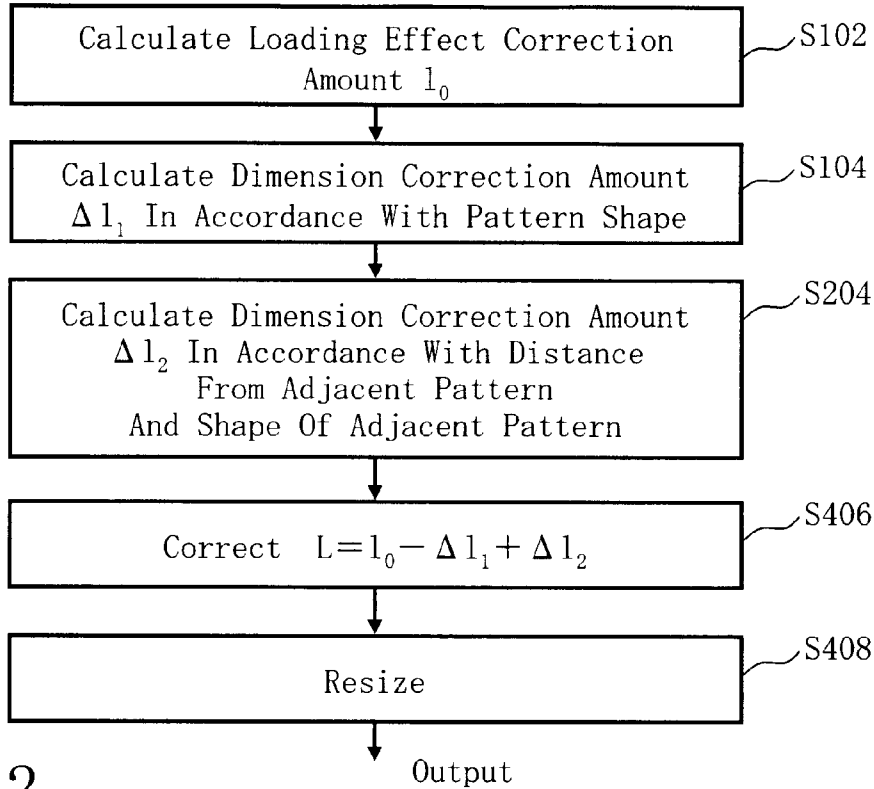 Calculate Loading Effect Correction
Amount l₀
S102
Calculate Dimension Correction Amount
Δl₁ In Accordance With Pattern Shape
S104
Calculate Dimension Correction Amount
Δl₂ In Accordance With Distance
From Adjacent Pattern
And Shape Of Adjacent Pattern
S204
Correct L=l₀−Δl₁+Δl₂
S406
Resize
S408
Output
2